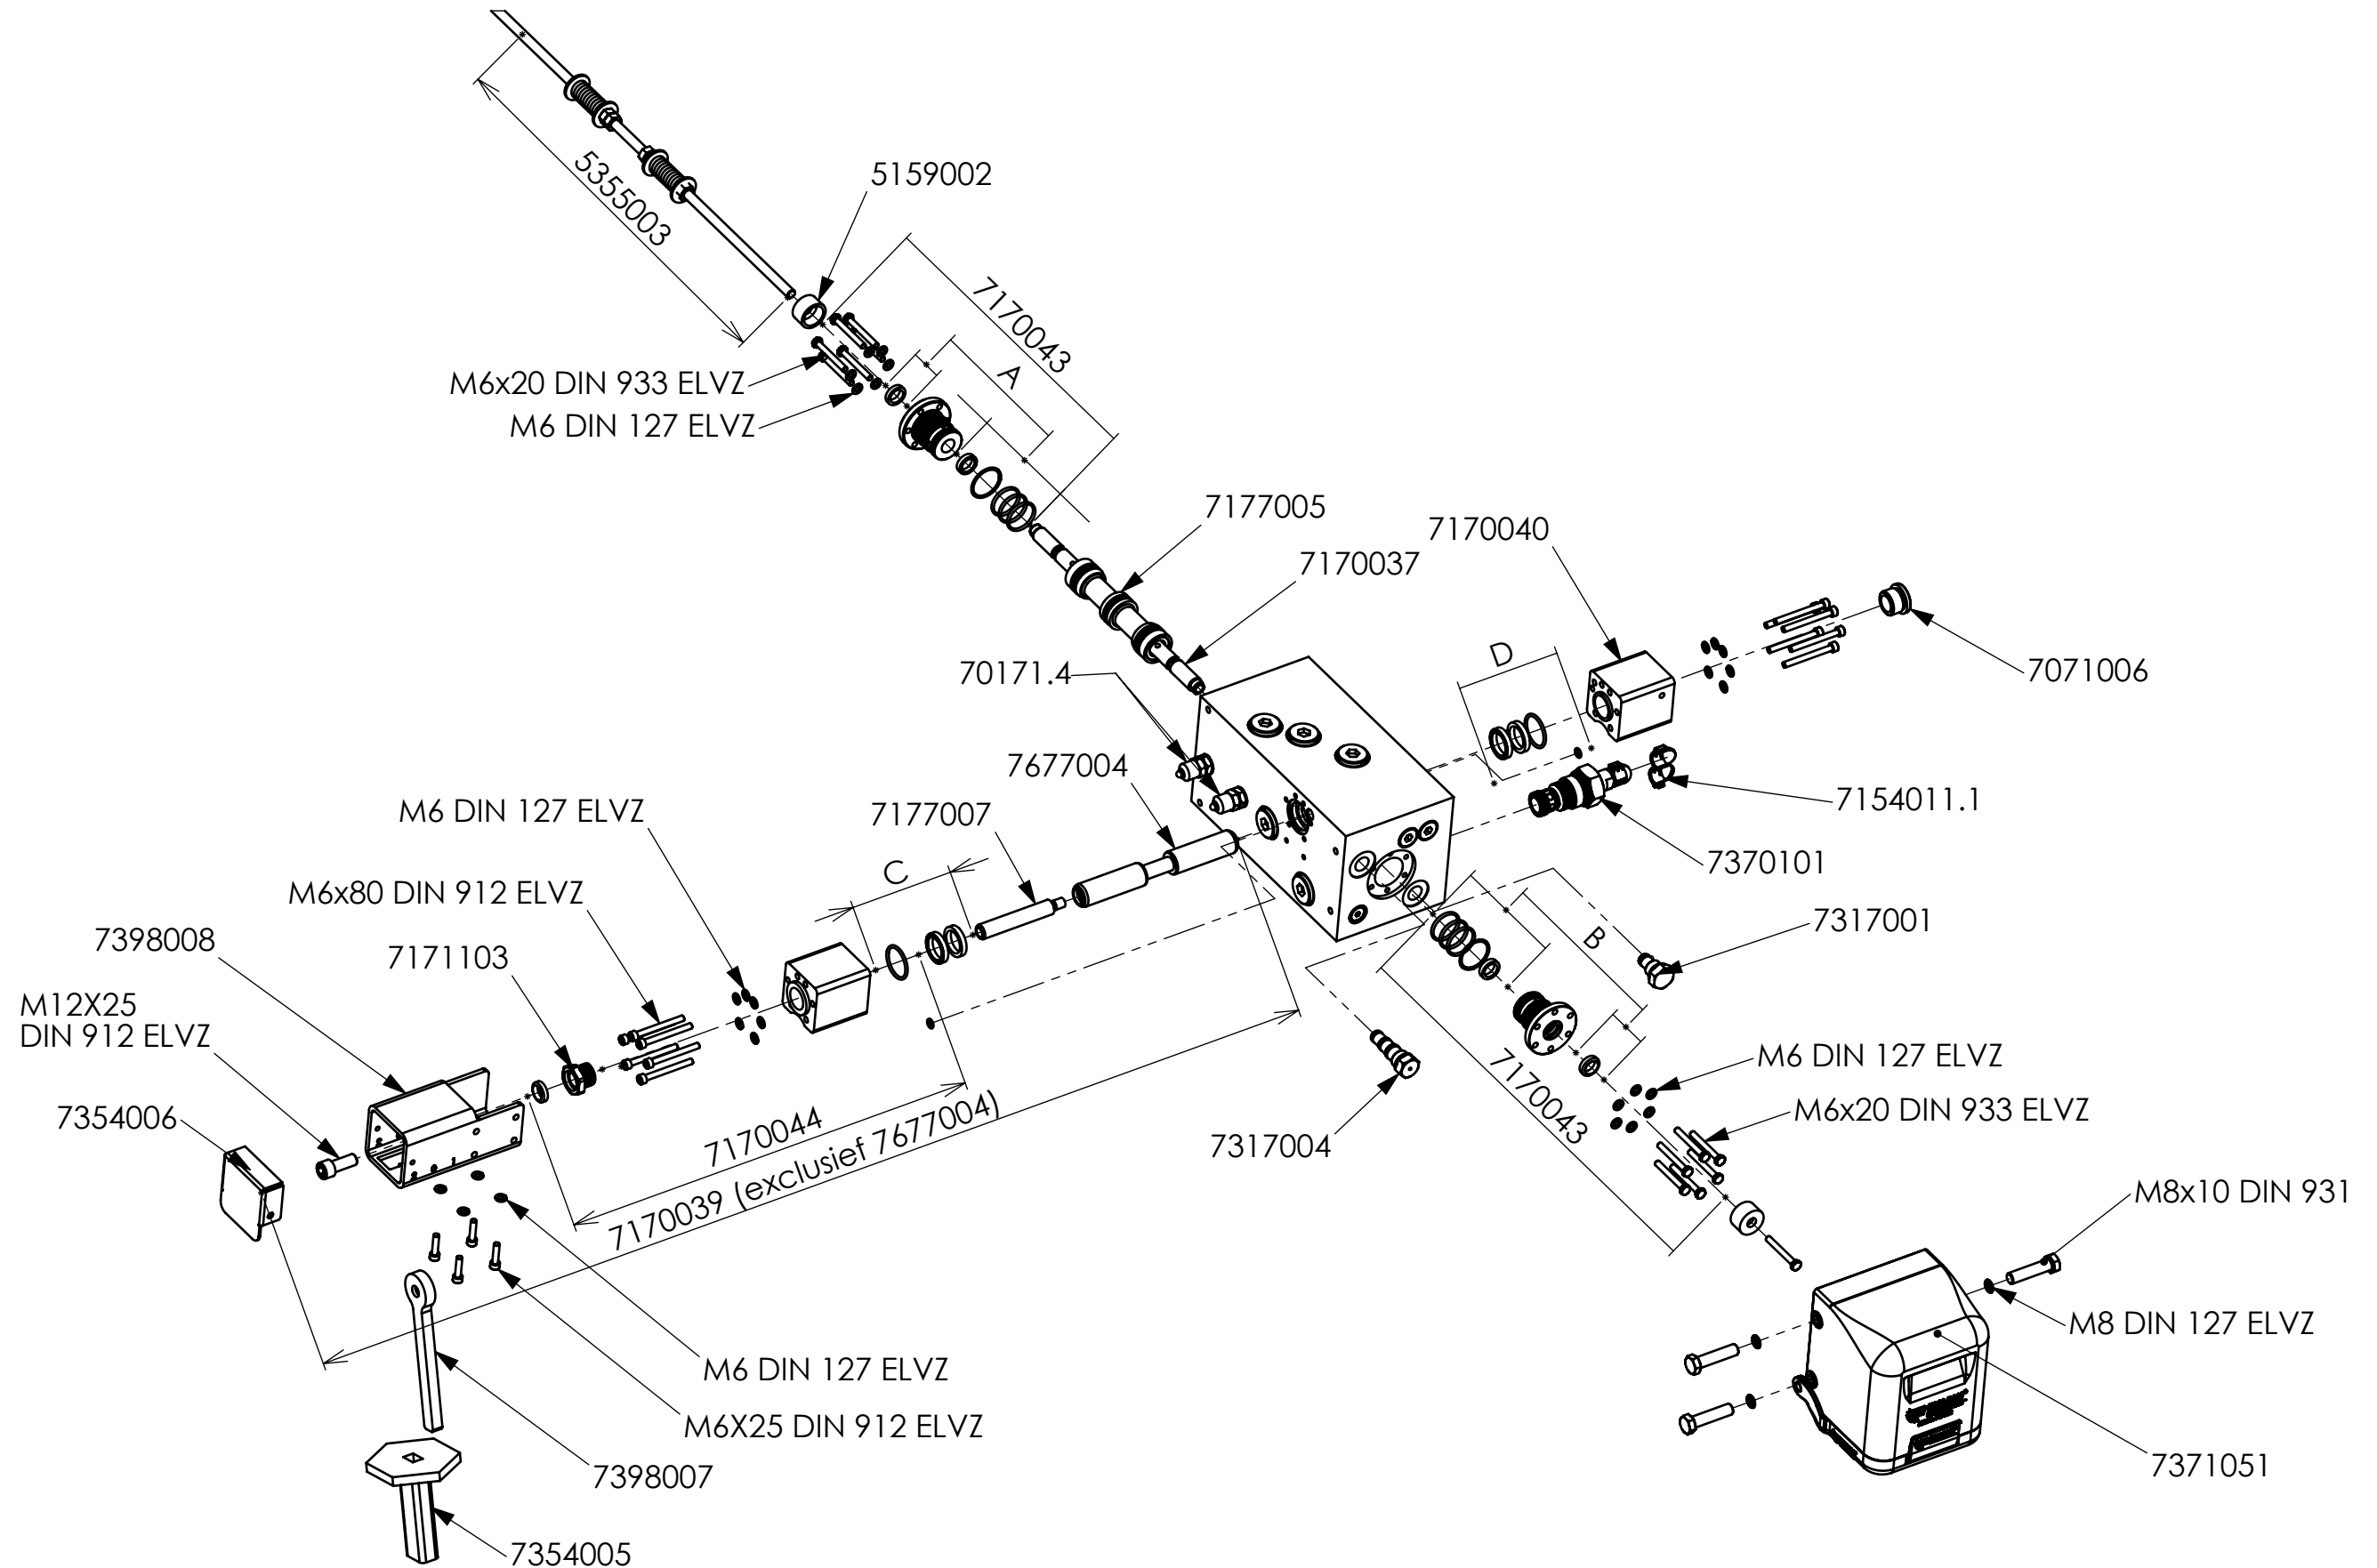 5355003
5159002
7170043
A
M6x20 DIN 933 ELVZ
M6 DIN 127 ELVZ
7177005
7170040
7170037
70171.4
D
7071006
7677004
7154011.1
M6 DIN 127 ELVZ
7177007
7370101
C
M6x80 DIN 912 ELVZ
7398008
7171103
7317001
B
M12X25
DIN 912 ELVZ
M6 DIN 127 ELVZ
7354006
7170044
7170039 (exclusief 7677004)
7317004
7170043
M6x20 DIN 933 ELVZ
M8x10 DIN 931
M8 DIN 127 ELVZ
M6 DIN 127 ELVZ
M6X25 DIN 912 ELVZ
7398007
7371051
7354005